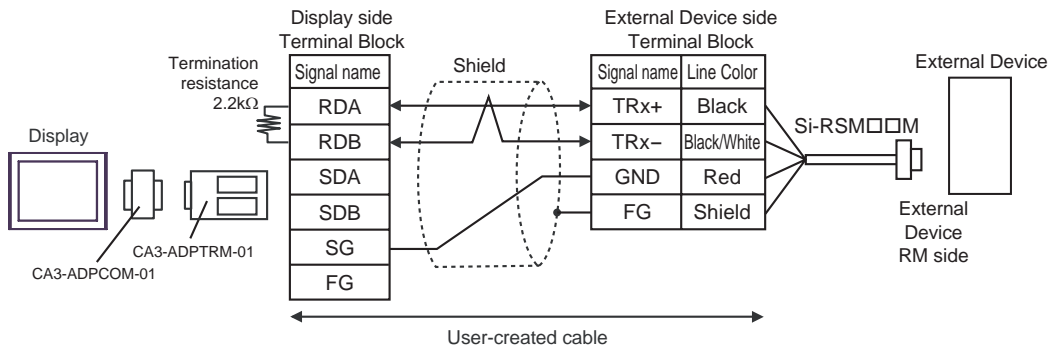 Display side
Terminal Block
External Device side
Terminal Block
Termination
resistance
2.2kΩ
Signal name
RDA
RDB
SDA
SDB
SG
FG
Shield
Signal name Line Color
TRx+ Black
TRx− Black/White
GND Red
FG Shield
External Device
Si-RSM□□M
External
Device
RM side
Display
CA3-ADPCOM-01
CA3-ADPTRM-01
User-created cable